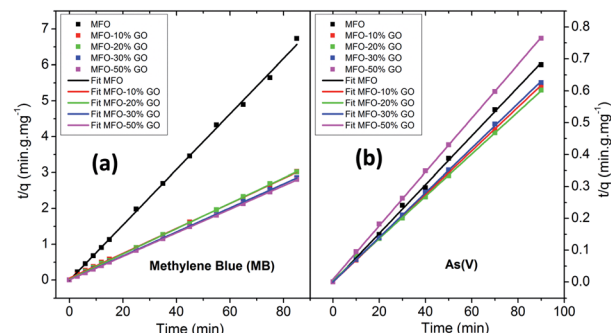 t/q (min.g.mg⁻¹)
7
6
5
4
3
2
1
0
MFO
MFO-10% GO
MFO-20% GO
MFO-30% GO
MFO-50% GO
Fit MFO
Fit MFO-10% GO
Fit MFO-20% GO
Fit MFO-30% GO
Fit MFO-50% GO
(a)
Methylene Blue (MB)
0 20 40 60 80
Time (min)
MFO
MFO-10% GO
MFO-20% GO
MFO-30% GO
MFO-50% GO
Fit MFO
Fit MFO-10% GO
Fit MFO-20% GO
Fit MFO-30% GO
Fit MFO-50% GO
(b)
As(V)
0 20 40 60 80 100
Time (min)
0.8
0.7
0.6
0.5
0.4
0.3
0.2
0.1
0.0
t/q (min.g.mg⁻¹)